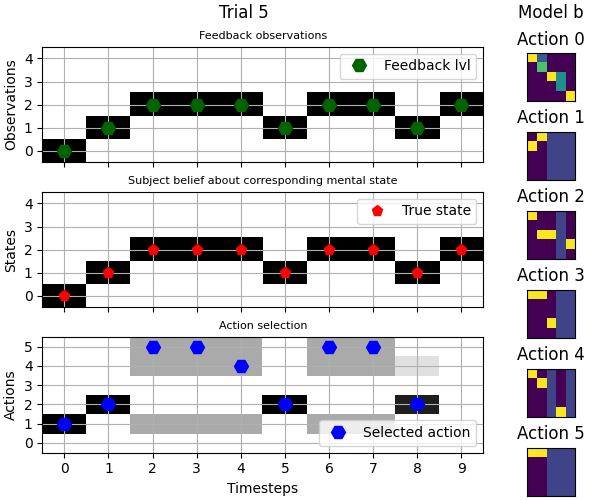 Trial 5
Model b
Feedback observations
Observations
4
3
2
1
0
Feedback lvl
Subject belief about corresponding mental state
States
4
3
2
1
0
True state
Action selection
Actions
5
4
3
2
1
0
Selected action
0 1 2 3 4 5 6 7 8 9
Timesteps
Action 0
Action 1
Action 2
Action 3
Action 4
Action 5